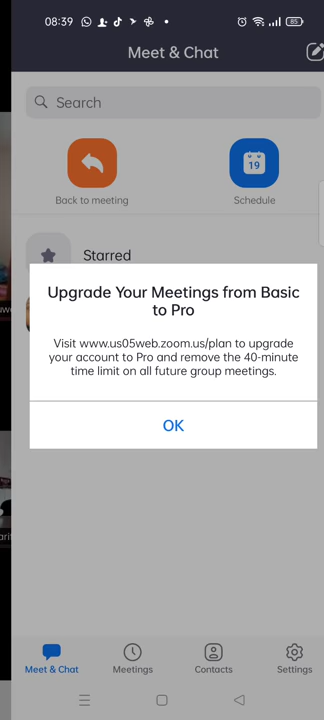 08:39
85
Meet & Chat
Search
19
Back to meeting
Schedule
Starred
Upgrade Your Meetings from Basic
to Pro
Visit www.us05web.zoom.us/plan to upgrade
your account to Pro and remove the 40-minute
time limit on all future group meetings.
OK
Meet & Chat
Meetings
Contacts
Settings